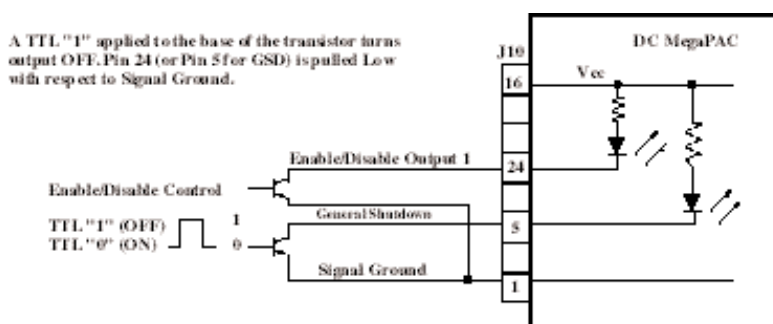 A TTL "1" applied to the base of the transistor turns
output OFF. Pin 24 (or Pin 5 for GSD) is pulled Low
with respect to Signal Ground.
DC MegaPAC
J10
16
Vcc
Enable/Disable Output 1
24
Enable/Disable Control
TTL "1" (OFF)
1
General Shutdown
TTL "0" (ON)
0
5
Signal Ground
1